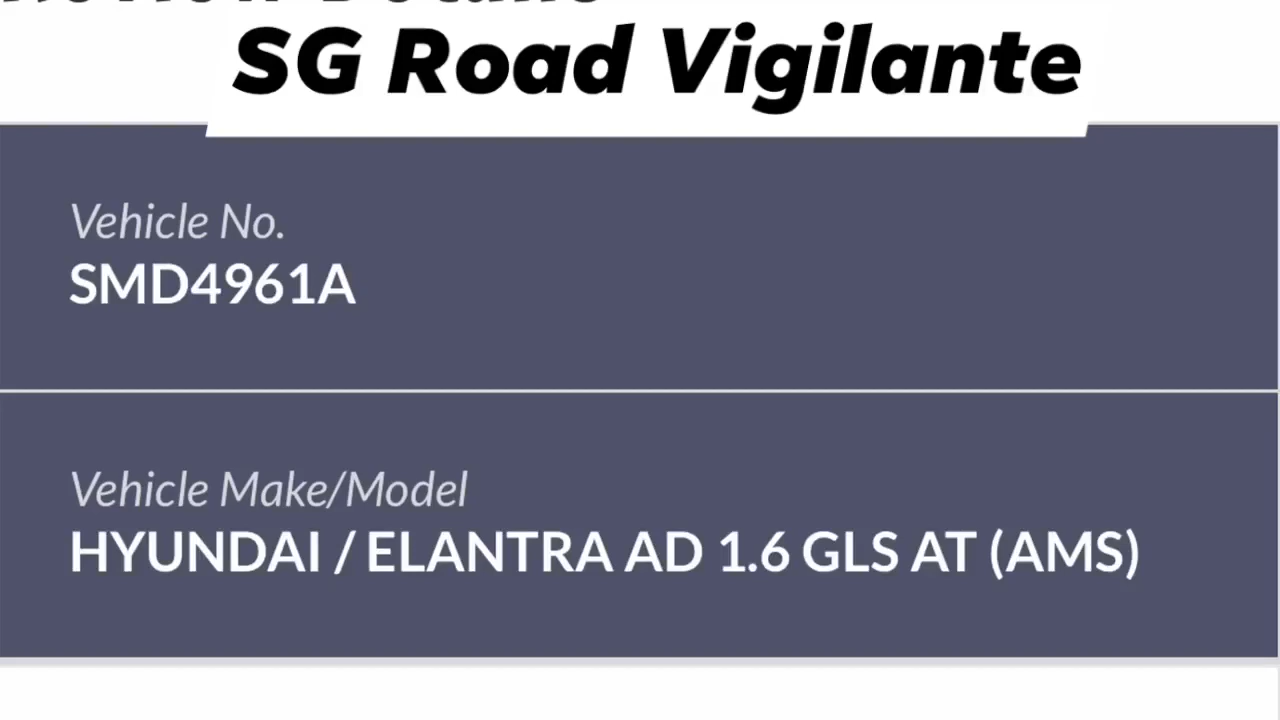 SG Road Vigilante
Vehicle No.
SMD4961A
Vehicle Make/Model
HYUNDAI / ELANTRA AD 1.6 GLS AT (AMS)